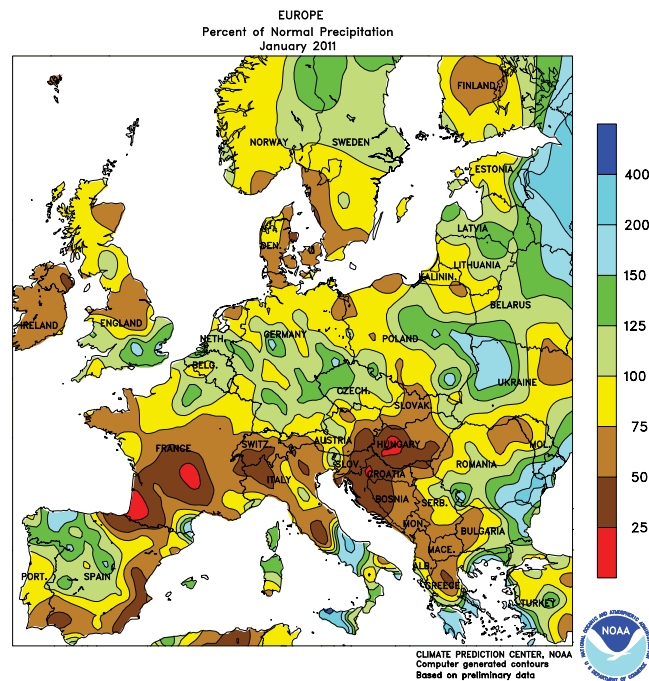 EUROPE
Percent of Normal Precipitation
January 2011
FINLAND
NORWAY
SWEDEN
ESTONIA
LATVIA
DEN.
LITHUANIA
KALININ.
BELARUS
IRELAND
ENGLAND
NETH.
GERMANY
POLAND
BELG.
CZECH.
UKRAINE
SLOVAK.
FRANCE
SWITZ.
AUSTRIA
HUNGARY
MOL.
SLOV.
ROMANIA
ITALY
CROATIA
BOSNIA
SERB.
MON.
BULGARIA
MACE.
ALB.
PORT.
SPAIN
GREECE
TURKEY
400
200
150
125
100
75
50
25
NOAA
CLIMATE PREDICTION CENTER, NOAA
Computer generated contours
Based on preliminary data